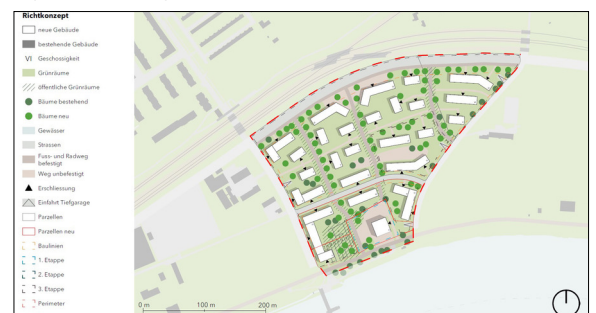 Richtkonzept
neue Gebäude
bestehende Gebäude
VI Geschossigkeit
Grünräume
öffentliche Grünräume
Bäume bestehend
Bäume neu
Gewässer
Strassen
Fuss- und Radweg
befestigt
Weg unbefestigt
Erschliessung
Einfahrt Tiefgarage
Parzellen
Parzellen neu
Baulinien
1. Etappe
2. Etappe
3. Etappe
Perimeter
0 m 100 m 200 m